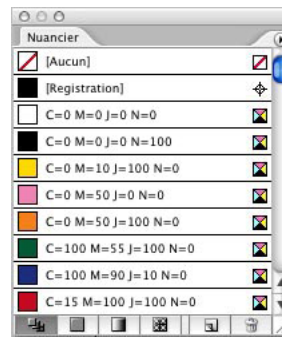 Nuancier
[Aucun]
[Registration]
C=0 M=0 J=0 N=0
C=0 M=0 J=0 N=100
C=0 M=10 J=100 N=0
C=0 M=50 J=0 N=0
C=0 M=50 J=100 N=0
C=100 M=55 J=100 N=0
C=100 M=90 J=10 N=0
C=15 M=100 J=100 N=0